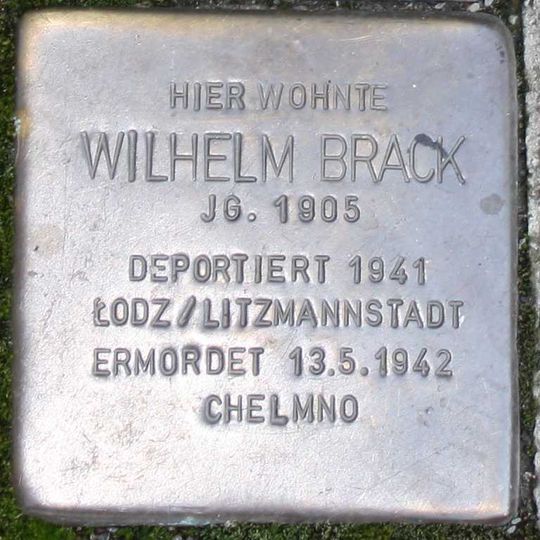 HIER WOHNTE
WILHELM BRACK
JG. 1905
DEPORTIERT 1941
ŁODZ/LITZMANNSTADT
ERMORDET 13.5.1942
CHELMNO